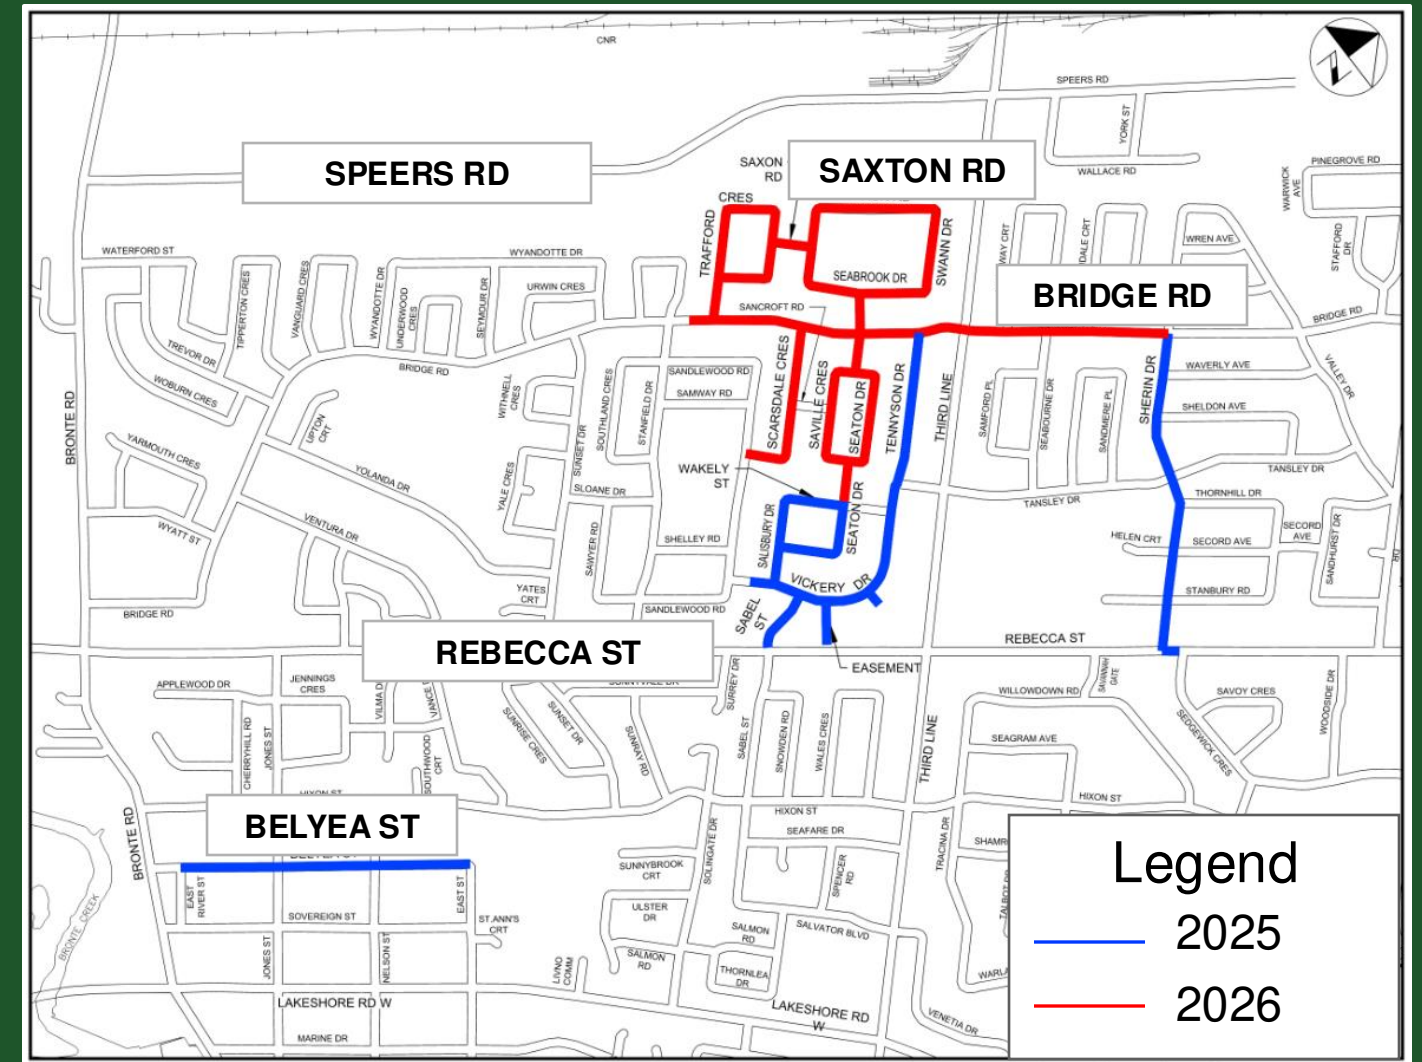 CNR
SPEERS RD
YORK ST
WALLACE RD
PINEGROVE RD
WARWICK
AVE
STAFFORD
DR
SPEERS RD
SAXON
RD
SAXTON RD
TRAFFORD
CRES
SWANN DR
SEABROOK DR
WREN AVE
WATERFORD ST
WYANDOTTE DR
URWIN CRES
TIPPERTON CRES
VANGUARD CRES
WYANDOTTE DR
UNDERWOOD
CRES
SEYMOUR DR
SANCROFT RD
BRIDGE RD
BRIDGE RD
TREVOR DR
WOBURN CRES
BRIDGE RD
SANDLEWOOD RD
SAMWAY RD
WAVERLY AVE
VALLEY DR
SHELDON AVE
BRONTE RD
UPTON
CRT
WITHNELL
CRES
SUNSET DR
SOUTHLAND CRES
STANFIELD DR
SCARSDALE CRES
SAVILLE CRES
SEATON DR
TENNYSON DR
THIRD LINE
SAMFORD PL
SEABOURNE DR
SANDMERE PL
SHERIN DR
YARMOUTH CRES
YOLANDA DR
YALE CRES
SLOANE DR
WAKELY
ST
TANSLEY DR
TANSLEY DR
THORNHILL DR
WYATT ST
VENTURA DR
SAWYER RD
SHELLEY RD
SALISBURY DR
SEATON DR
HELEN CRT
SECORD AVE
SECORD
AVE
SANDHURST DR
DR
VICKERY DR
STANBURY RD
BRIDGE RD
YATES
CRT
SANDLEWOOD RD
SABEL
ST
REBECCA ST
REBECCA ST
EASEMENT
APPLEWOOD DR
JENNINGS
CRES
CHERRYHILL RD
JONES ST
SOUTHWOOD
CRT
SUNRISE CRES
SUNSET DR
SUNRAY RD
SURREY DR
SABEL ST
SNOWDEN RD
WALES CRES
THIRD LINE
WILLOWDOWN RD
SAVANNAH
GATE
SAVOY CRES
WOODSIDE DR
SEDGEWICK CRES
SEAGRAM AVE
HIXON ST
HIXON ST
HIXON ST
BRONTE RD
BELYEA ST
BELYEA ST
SEAFARE DR
SOLINGATE DR
SPENCER
RD
TRACINA DR
SUNNYBROOK
CRT
EAST
RIVER ST
EAST ST
SOVEREIGN ST
ST.ANN'S
CRT
ULSTER
DR
SALMON
RD
SALVATOR BLVD
BRONTE CREEK
JONES ST
NELSON ST
LIVNO
COMM
SALMON
RD
THORNLEA
DR
LAKESHORE RD W
LAKESHORE RD
W
VENETIA DR
MARINE DR
Legend
2025
2026